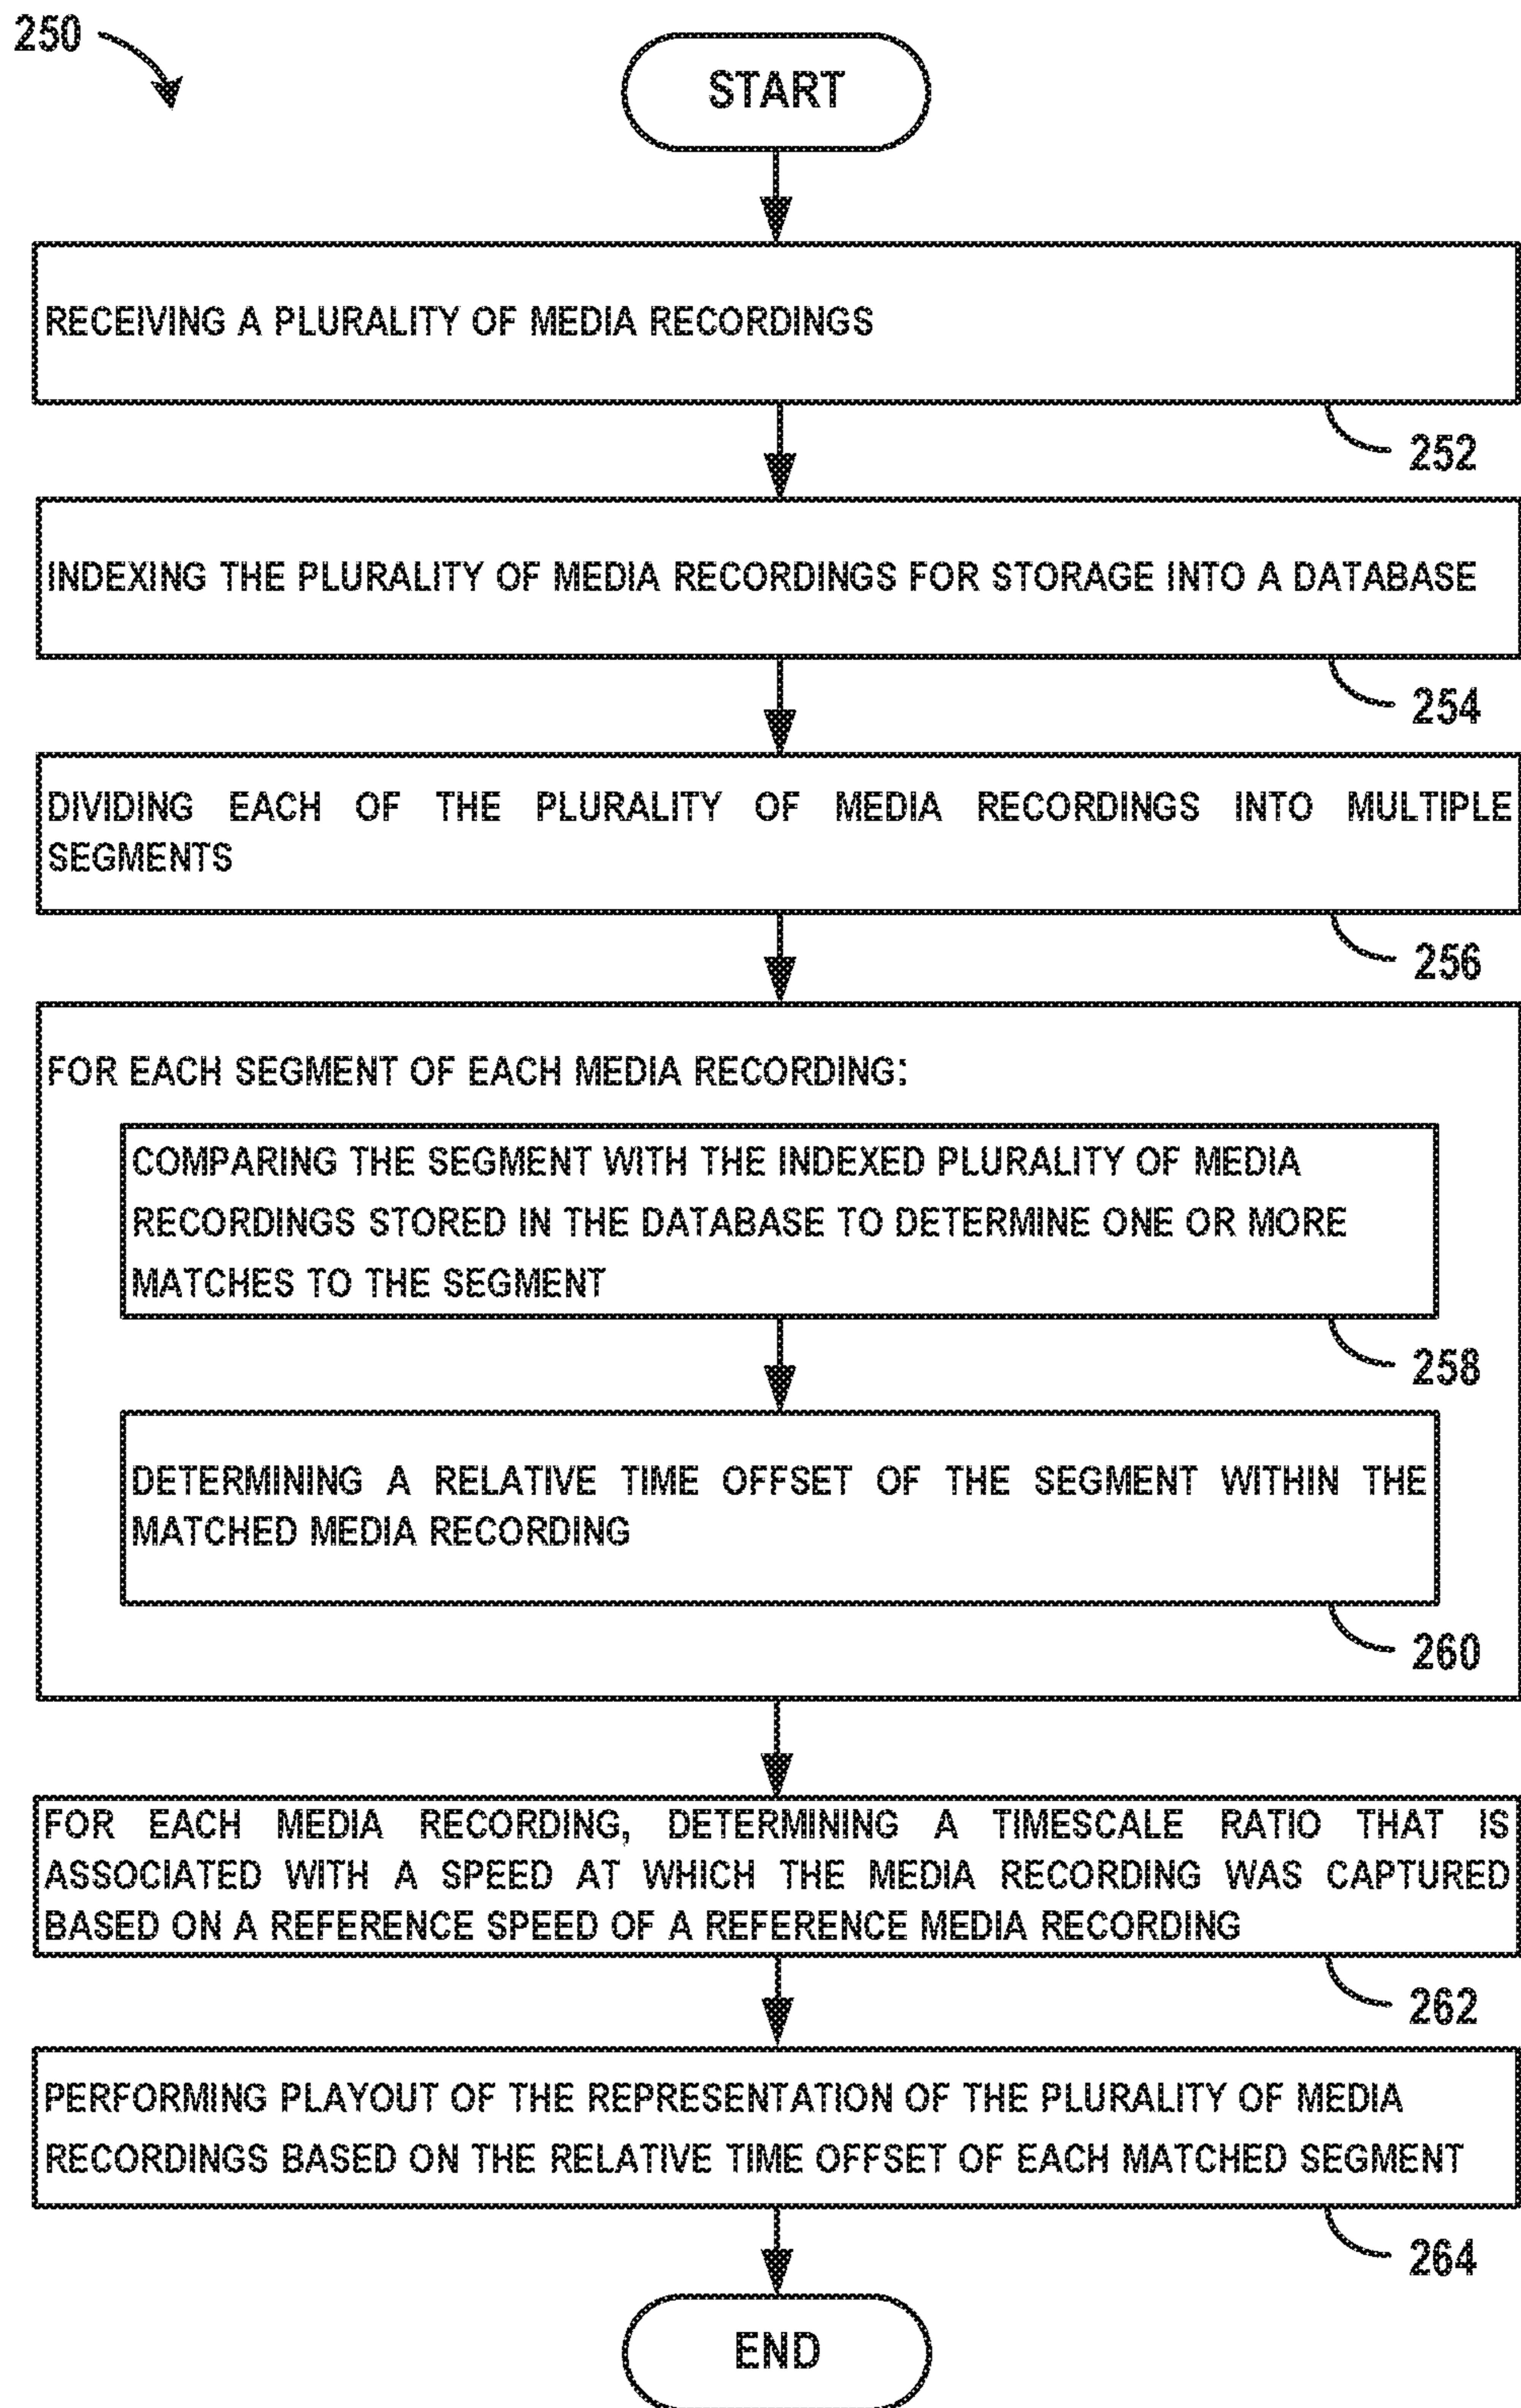 250
START
RECEIVING A PLURALITY OF MEDIA RECORDINGS
252
INDEXING THE PLURALITY OF MEDIA RECORDINGS FOR STORAGE INTO A DATABASE
254
DIVIDING EACH OF THE PLURALITY OF MEDIA RECORDINGS INTO MULTIPLE
SEGMENTS
256
FOR EACH SEGMENT OF EACH MEDIA RECORDING:
COMPARING THE SEGMENT WITH THE INDEXED PLURALITY OF MEDIA
RECORDINGS STORED IN THE DATABASE TO DETERMINE ONE OR MORE
MATCHES TO THE SEGMENT
258
DETERMINING A RELATIVE TIME OFFSET OF THE SEGMENT WITHIN THE
MATCHED MEDIA RECORDING
260
FOR EACH MEDIA RECORDING, DETERMINING A TIMESCALE RATIO THAT IS
ASSOCIATED WITH A SPEED AT WHICH THE MEDIA RECORDING WAS CAPTURED
BASED ON A REFERENCE SPEED OF A REFERENCE MEDIA RECORDING
262
PERFORMING PLAYOUT OF THE REPRESENTATION OF THE PLURALITY OF MEDIA
RECORDINGS BASED ON THE RELATIVE TIME OFFSET OF EACH MATCHED SEGMENT
264
END